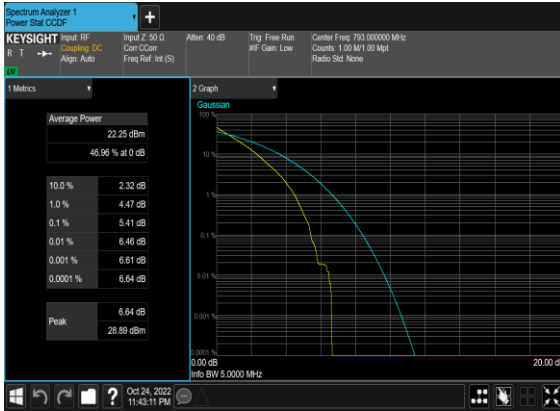 Spectrum Analyzer 1
Power Stat CCDF
KEYSIGHT
R T
LXI
Input: RF
Coupling: DC
Align: Auto
Input Z: 50 Ω
Corr CCorr
Freq Ref: Int (S)
Atten: 40 dB
Trig: Free Run
#IF Gain: Low
Center Freq: 793.000000 MHz
Counts: 1.00 M/1.00 Mpt
Radio Std: None
1 Metrics
Average Power
22.25 dBm
46.96 % at 0 dB
10.0 % 2.32 dB
1.0 % 4.47 dB
0.1 % 5.41 dB
0.01 % 6.46 dB
0.001 % 6.61 dB
0.0001 % 6.64 dB
Peak
6.64 dB
28.89 dBm
2 Graph
Gaussian
100 %
10 %
1 %
0.1 %
0.01 %
0.001 %
0.0001 %
0.00 dB
20.00 d
Info BW 5.0000 MHz
?
Oct 24, 2022
11:43:11 PM